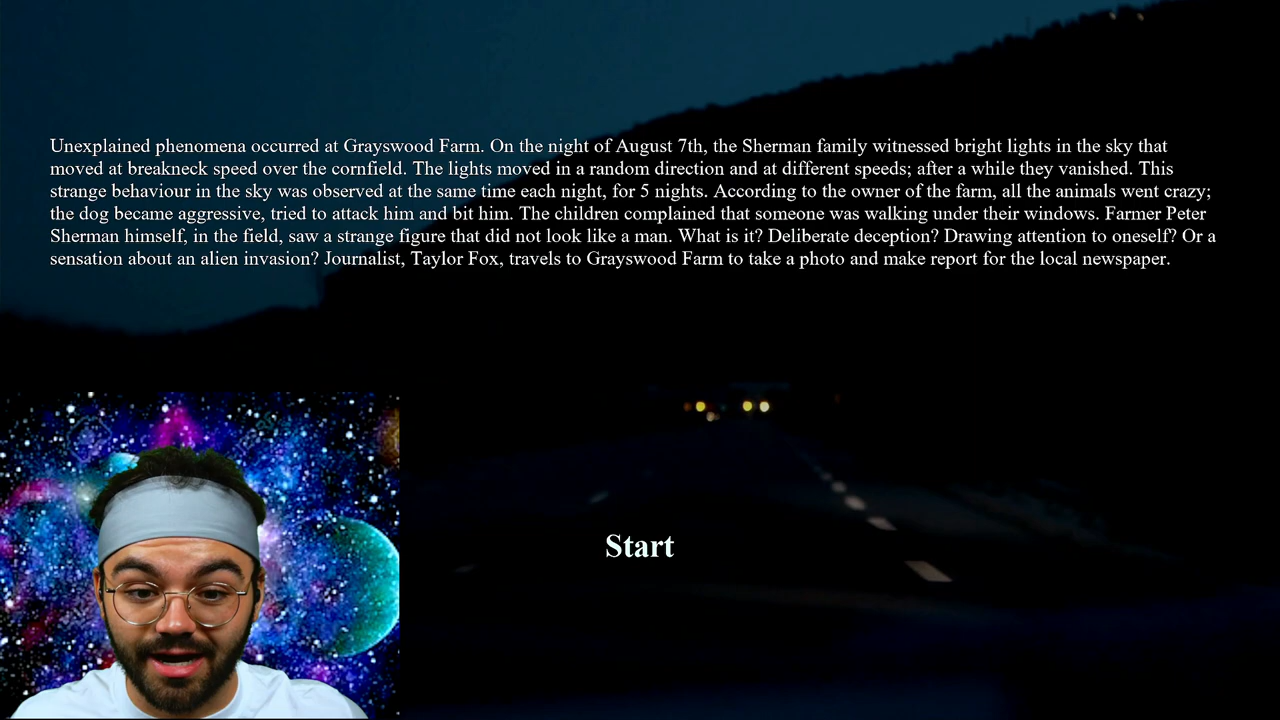 Unexplained phenomena occurred at Grayswood Farm. On the night of August 7th, the Sherman family witnessed bright lights in the sky that
moved at breakneck speed over the cornfield. The lights moved in a random direction and at different speeds; after a while they vanished. This
strange behaviour in the sky was observed at the same time each night, for 5 nights. According to the owner of the farm, all the animals went crazy;
the dog became aggressive, tried to attack him and bit him. The children complained that someone was walking under their windows. Farmer Peter
Sherman himself, in the field, saw a strange figure that did not look like a man. What is it? Deliberate deception? Drawing attention to oneself? Or a
sensation about an alien invasion? Journalist, Taylor Fox, travels to Grayswood Farm to take a photo and make report for the local newspaper.
Start